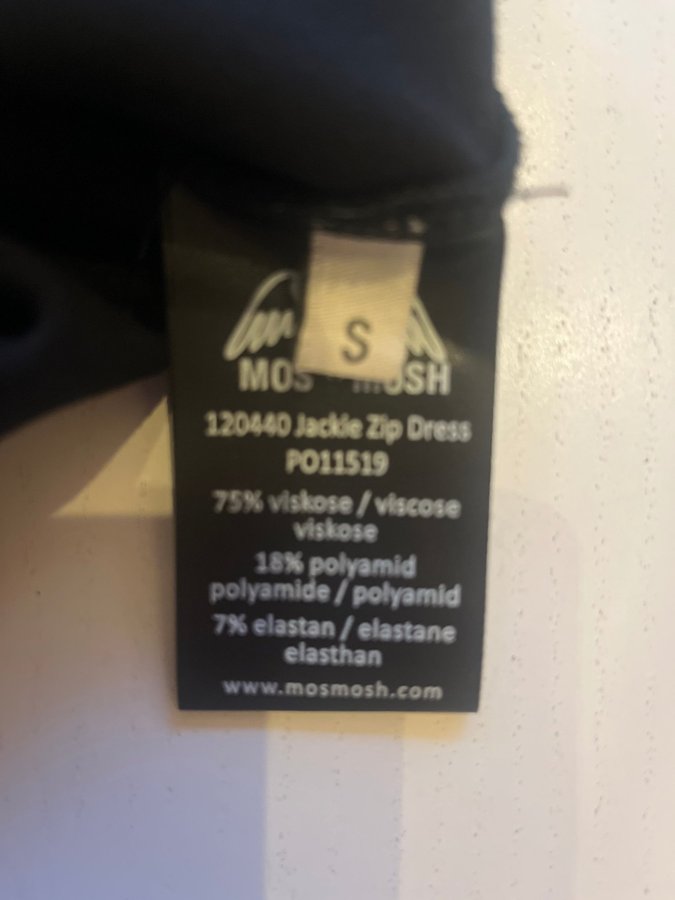 S
MOS MOSH
120440 Jackie Zip Dress
PO11519
75% viskose / viscose
viskose
18% polyamid
polyamide / polyamid
7% elastan / elastane
elasthan
www.mosmosh.com